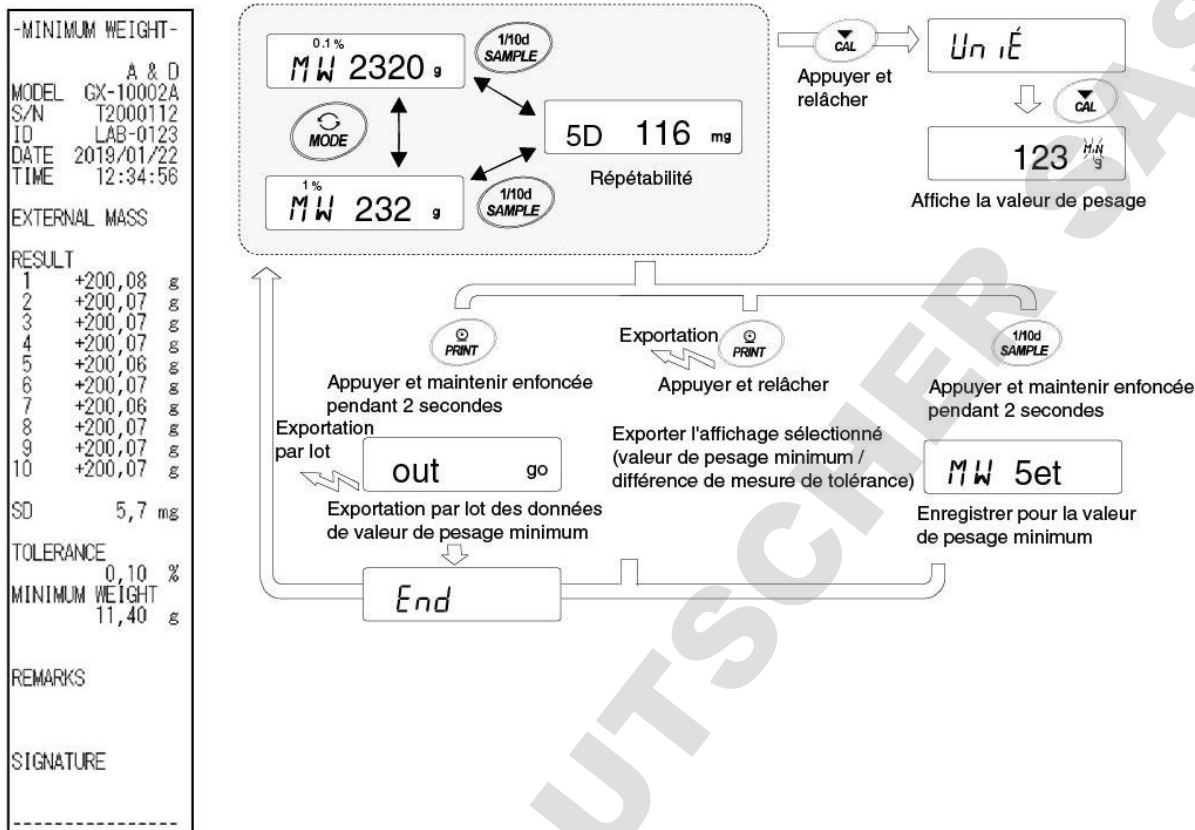 -MINIMUM WEIGHT-
A & D
MODEL GX-10002A
S/N T2000112
ID LAB-0123
DATE 2019/01/22
TIME 12:34:56
EXTERNAL MASS
RESULT
1 +200,08 g
2 +200,07 g
3 +200,07 g
4 +200,07 g
5 +200,06 g
6 +200,07 g
7 +200,06 g
8 +200,07 g
9 +200,07 g
10 +200,07 g
SD 5,7 mg
TOLERANCE
0,10 %
MINIMUM WEIGHT
11,40 g
REMARKS
SIGNATURE
0.1%
MW 2320 g
1/10d
SAMPLE
MODE
5D 116 mg
Répétabilité
1%
MW 232 g
1/10d
SAMPLE
CAL
Appuyer et
relâcher
Un iÉ
CAL
123 MiN
g
Affiche la valeur de pesage
PRINT
Appuyer et maintenir enfoncée
pendant 2 secondes
Exportation
par lot
out go
Exportation par lot des données
de valeur de pesage minimum
End
Exportation
PRINT
Appuyer et relâcher
Exporter l'affichage sélectionné
(valeur de pesage minimum /
différence de mesure de tolérance)
1/10d
SAMPLE
Appuyer et maintenir enfoncée
pendant 2 secondes
MW 5et
Enregistrer pour la valeur
de pesage minimum
UTSCHER SAS